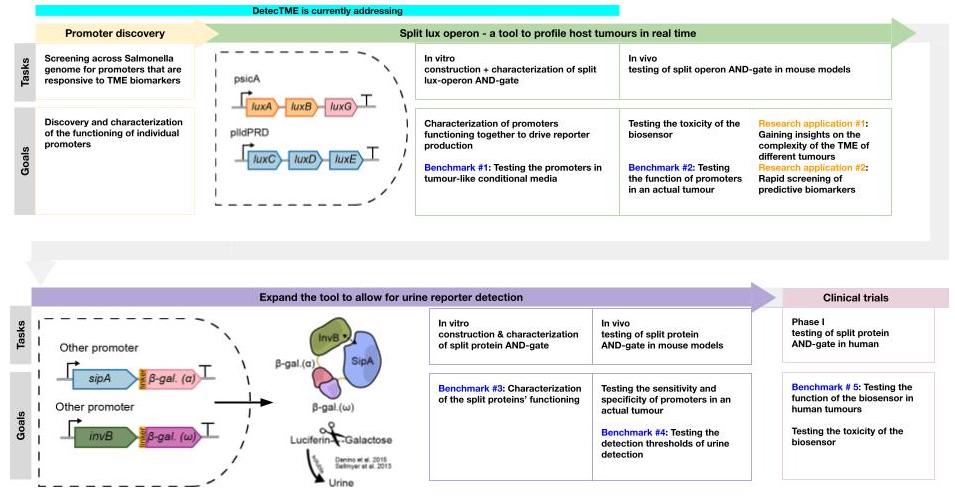 DetecTME is currently addressing
Promoter discovery
Split lux operon - a tool to profile host tumours in real time
Tasks
Screening across Salmonella
genome for promoters that are
responsive to TME biomarkers
psicA
luxA
luxB
luxG
plldPRD
luxC
luxD
luxE
In vitro
construction + characterization of split
lux-operon AND-gate
In vivo
testing of split operon AND-gate in mouse models
Goals
Discovery and characterization
of the functioning of individual
promoters
Characterization of promoters
functioning together to drive reporter
production
Benchmark #1: Testing the promoters in
tumour-like conditional media
Testing the toxicity of the
biosensor
Benchmark #2: Testing
the function of promoters
in an actual tumour
Research application #1:
Gaining insights on the
complexity of the TME of
different tumours
Research application #2:
Rapid screening of
predictive biomarkers
Expand the tool to allow for urine reporter detection
Clinical trials
Tasks
Other promoter
sipA
linker
β-gal. (α)
Other promoter
invB
linker
β-gal. (ω)
InvB
SipA
β-gal.(α)
β-gal.(ω)
Luciferin
Galactose
Danino et al. 2015
Sellmyer et al. 2013
soluble
Urine
In vitro
construction & characterization
of split protein AND-gate
In vivo
testing of split protein
AND-gate in mouse models
Phase I
testing of split protein
AND-gate in human
Goals
Benchmark #3: Characterization
of the split proteins' functioning
Testing the sensitivity and
specificity of promoters in an
actual tumour
Benchmark #4: Testing the
detection thresholds of urine
detection
Benchmark # 5: Testing the
function of the biosensor in
human tumours
Testing the toxicity of the
biosensor